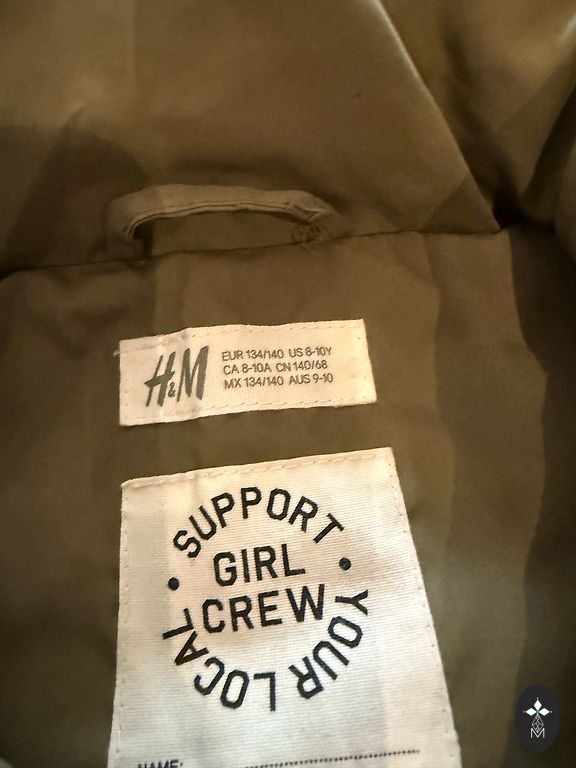 H&M
EUR 134/140 US 8-10Y
CA 8-10A CN 140/68
MX 134/140 AUS 9-10
SUPPORT
GIRL
CREW
YOUR LOCAL
NAME: